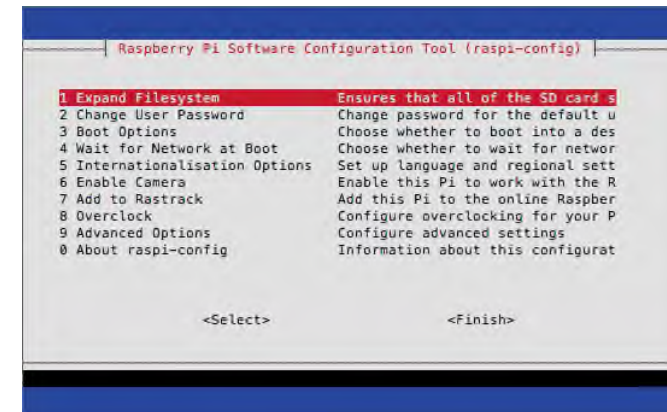 Raspberry Pi Software Configuration Tool (raspi-config)
1 Expand Filesystem Ensures that all of the SD card s
2 Change User Password Change password for the default u
3 Boot Options Choose whether to boot into a des
4 Wait for Network at Boot Choose whether to wait for networ
5 Internationalisation Options Set up language and regional sett
6 Enable Camera Enable this Pi to work with the R
7 Add to Rastrack Add this Pi to the online Raspber
8 Overclock Configure overclocking for your P
9 Advanced Options Configure advanced settings
0 About raspi-config Information about this configurat
<Select> <Finish>